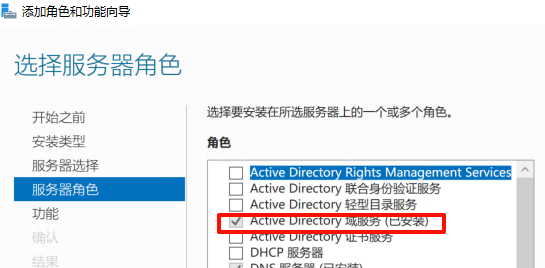 添加角色和功能向导
选择服务器角色
开始之前
安装类型
服务器选择
服务器角色
功能
确认
结果
选择要安装在所选服务器上的一个或多个角色。
角色
Active Directory Rights Management Services
Active Directory 联合身份验证服务
Active Directory 轻型目录服务
Active Directory 域服务 (已安装)
Active Directory 证书服务
DHCP 服务器
DNS 服务器 (已安装)